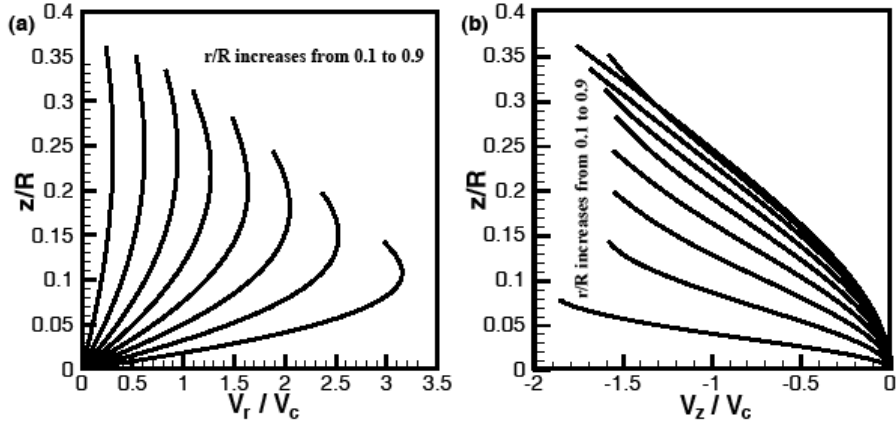 (a)
r/R increases from 0.1 to 0.9
z/R
0.4
0.35
0.3
0.25
0.2
0.15
0.1
0.05
0
0 0.5 1 1.5 2 2.5 3 3.5
Vr / Vc
(b)
r/R increases from 0.1 to 0.9
z/R
0.4
0.35
0.3
0.25
0.2
0.15
0.1
0.05
0
-2 -1.5 -1 -0.5 0
Vz / Vc